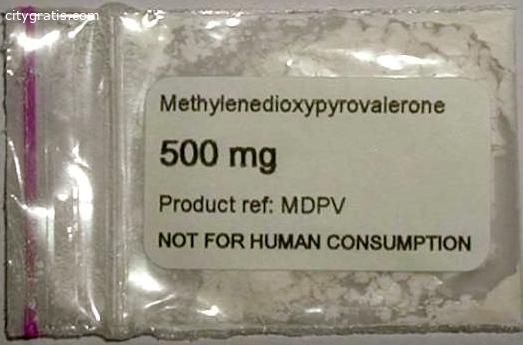 citygratis.com
Methylenedioxypyrovalerone
500 mg
Product ref: MDPV
NOT FOR HUMAN CONSUMPTION